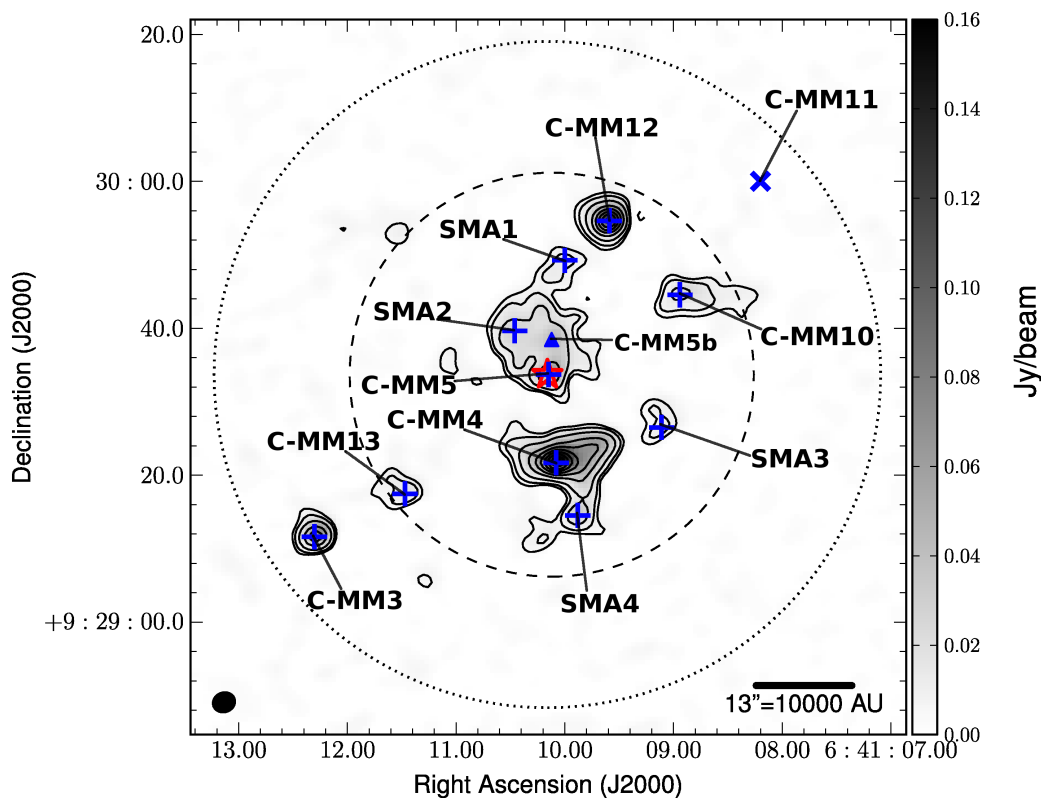 20.0
30 : 00.0
40.0
20.0
+9 : 29 : 00.0
Declination (J2000)
C-MM11
C-MM12
SMA1
SMA2
C-MM5b
C-MM10
C-MM5
C-MM4
C-MM13
SMA3
C-MM3
SMA4
13”=10000 AU
13.00 12.00 11.00 10.00 09.00 08.00 6 : 41 : 07.00
Right Ascension (J2000)
0.16
0.14
0.12
0.10
0.08
0.06
0.04
0.02
0.00
Jy/beam